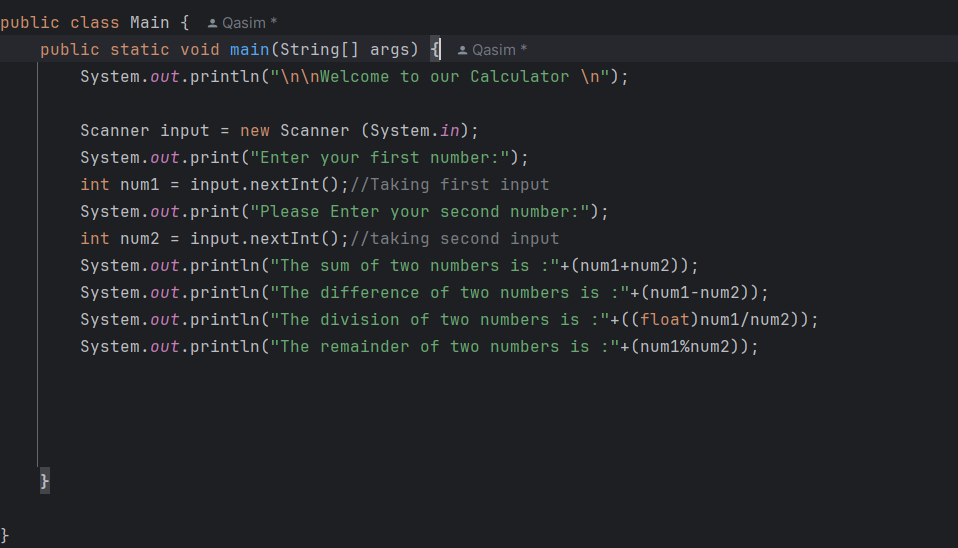 public class Main { Qasim *
public static void main(String[] args) { Qasim *
System.out.println("\n\nWelcome to our Calculator \n");
Scanner input = new Scanner (System.in);
System.out.print("Enter your first number:");
int num1 = input.nextInt();//Taking first input
System.out.print("Please Enter your second number:");
int num2 = input.nextInt();//taking second input
System.out.println("The sum of two numbers is :"+(num1+num2));
System.out.println("The difference of two numbers is :"+(num1-num2));
System.out.println("The division of two numbers is :"+((float)num1/num2));
System.out.println("The remainder of two numbers is :"+(num1%num2));
}
}